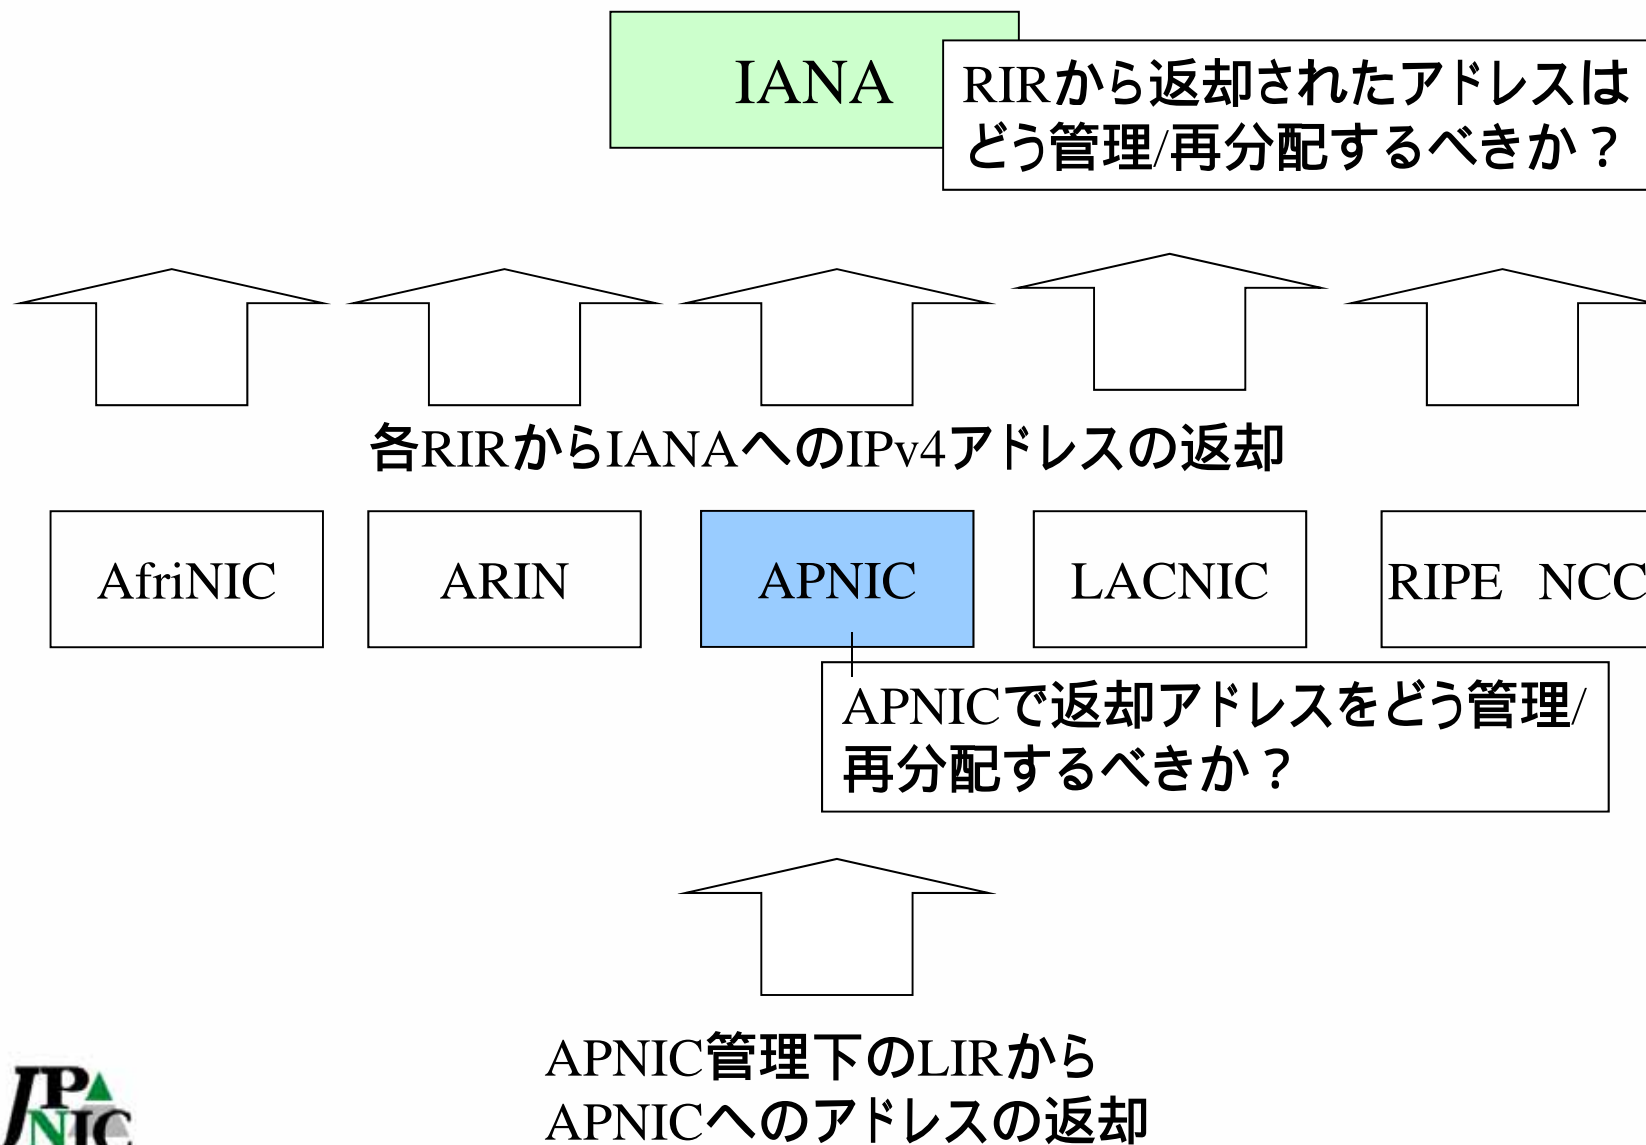 IANA
RIRから返却されたアドレスは
どう管理/再分配するべきか？
各RIRからIANAへのIPv4アドレスの返却
AfriNIC
ARIN
APNIC
LACNIC
RIPE NCC
APNICで返却アドレスをどう管理/
再分配するべきか？
APNIC管理下のLIRから
APNICへのアドレスの返却
JPNIC